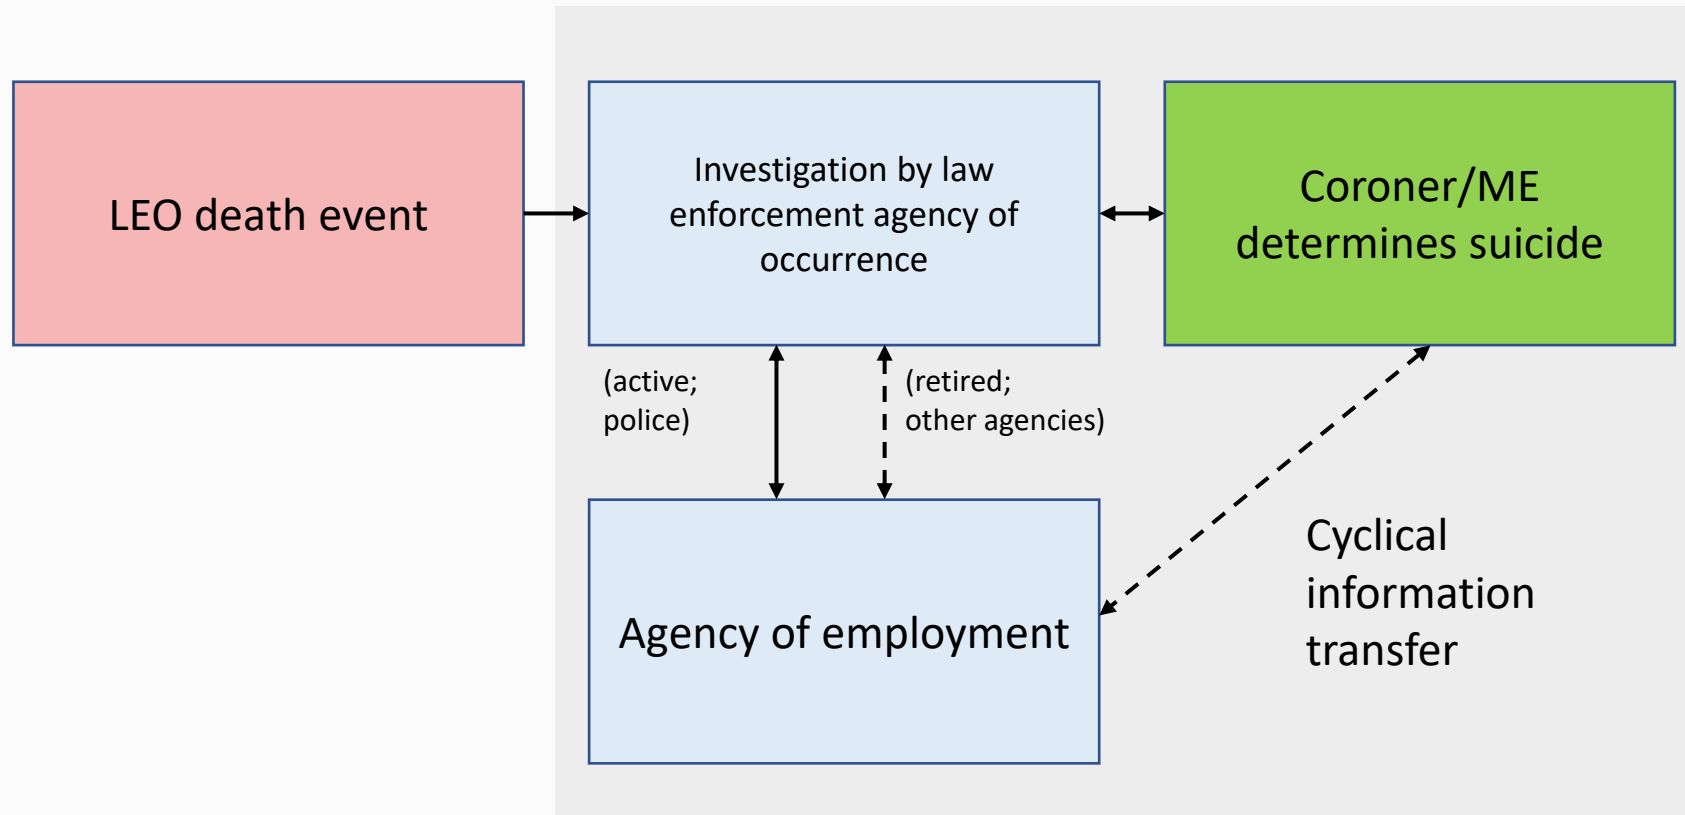 LEO death event
Investigation by law
enforcement agency of
occurrence
Coroner/ME
determines suicide
(active;
police)
(retired;
other agencies)
Agency of employment
Cyclical
information
transfer